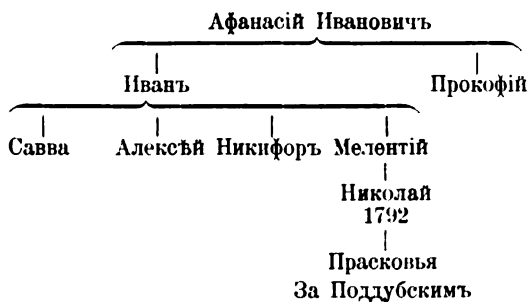 Афанасій Ивановичъ
Иванъ Прокофій
Савва Алексѣй Никифоръ Мелентій
Николай
1792
Прасковья
За Поддубскимъ